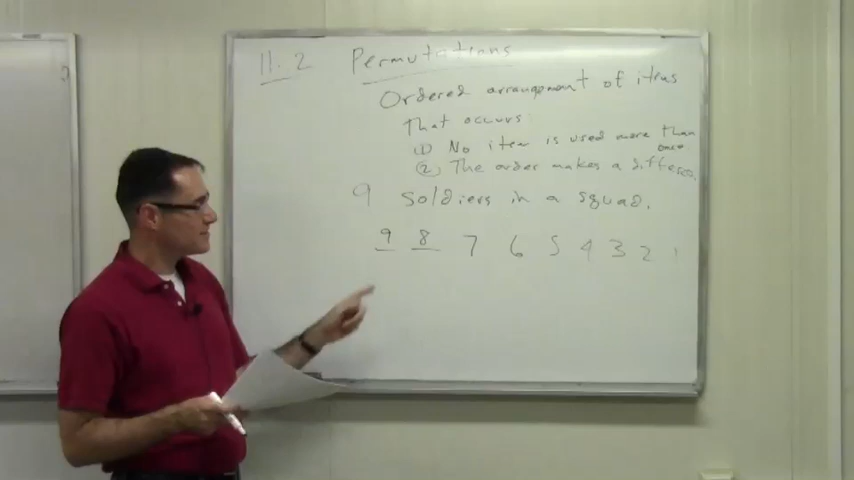 11.2 Permutations
Ordered arrangement of items
that occurs:
(1) No item is used more than once
(2) The order makes a difference.
9 soldiers in a squad.
9 8 7 6 5 4 3 2 1